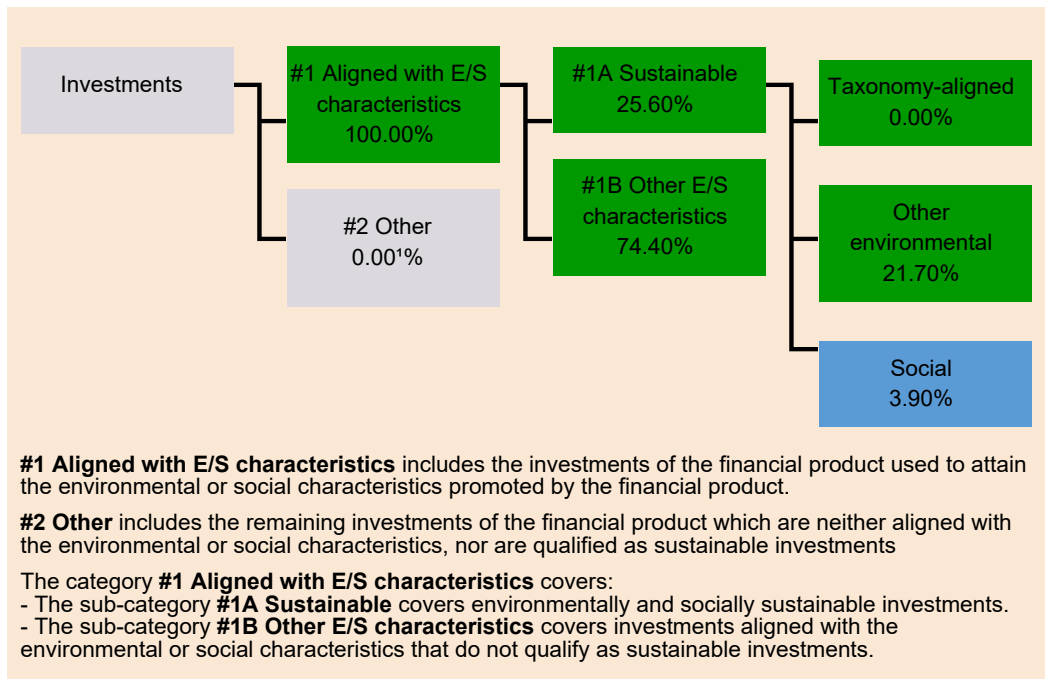 Investments
#1 Aligned with E/S
characteristics
100.00%
#2 Other
0.00¹%
#1A Sustainable
25.60%
#1B Other E/S
characteristics
74.40%
Taxonomy-aligned
0.00%
Other
environmental
21.70%
Social
3.90%
#1 Aligned with E/S characteristics includes the investments of the financial product used to attain
the environmental or social characteristics promoted by the financial product.
#2 Other includes the remaining investments of the financial product which are neither aligned with
the environmental or social characteristics, nor are qualified as sustainable investments
The category #1 Aligned with E/S characteristics covers:
- The sub-category #1A Sustainable covers environmentally and socially sustainable investments.
- The sub-category #1B Other E/S characteristics covers investments aligned with the
environmental or social characteristics that do not qualify as sustainable investments.